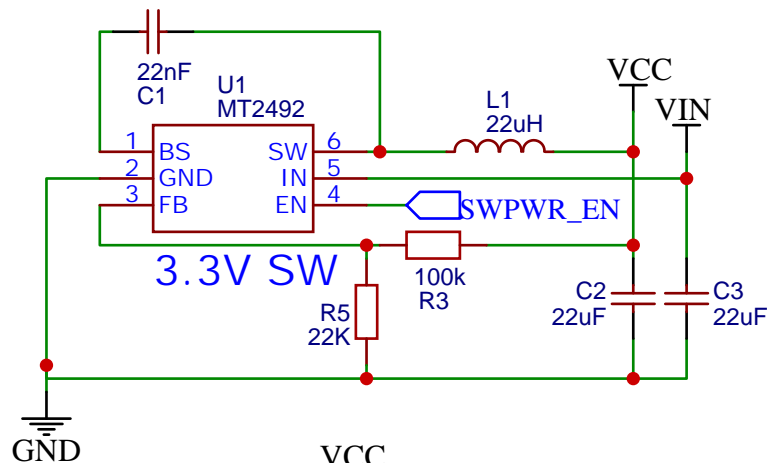 22nF
C1
U1
MT2492
L1
22uH
VCC
VIN
1 BS SW 6
2 GND IN 5
3 FB EN 4
SWPWR_EN
3.3V SW
100k
R3
R5
22K
C2
22uF
C3
22uF
GND
VCC